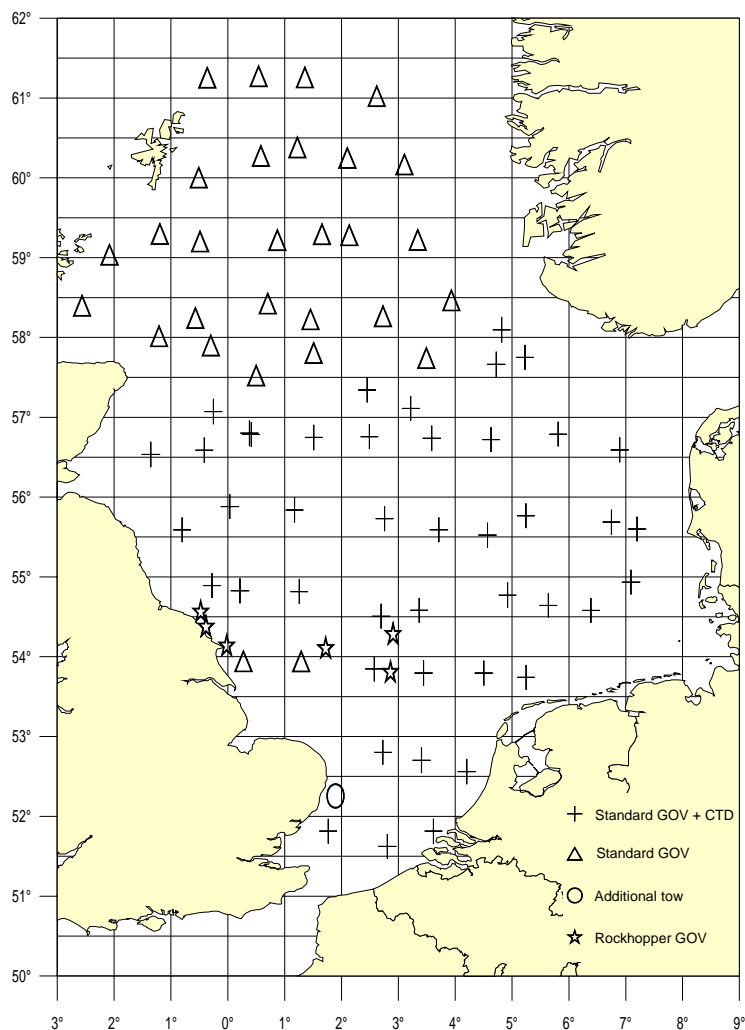 62°
61°
60°
59°
58°
57°
56°
55°
54°
53°
52°
51°
50°
Standard GOV + CTD
Standard GOV
Additional tow
Rockhopper GOV
3° 2° 1° 0° 1° 2° 3° 4° 5° 6° 7° 9°